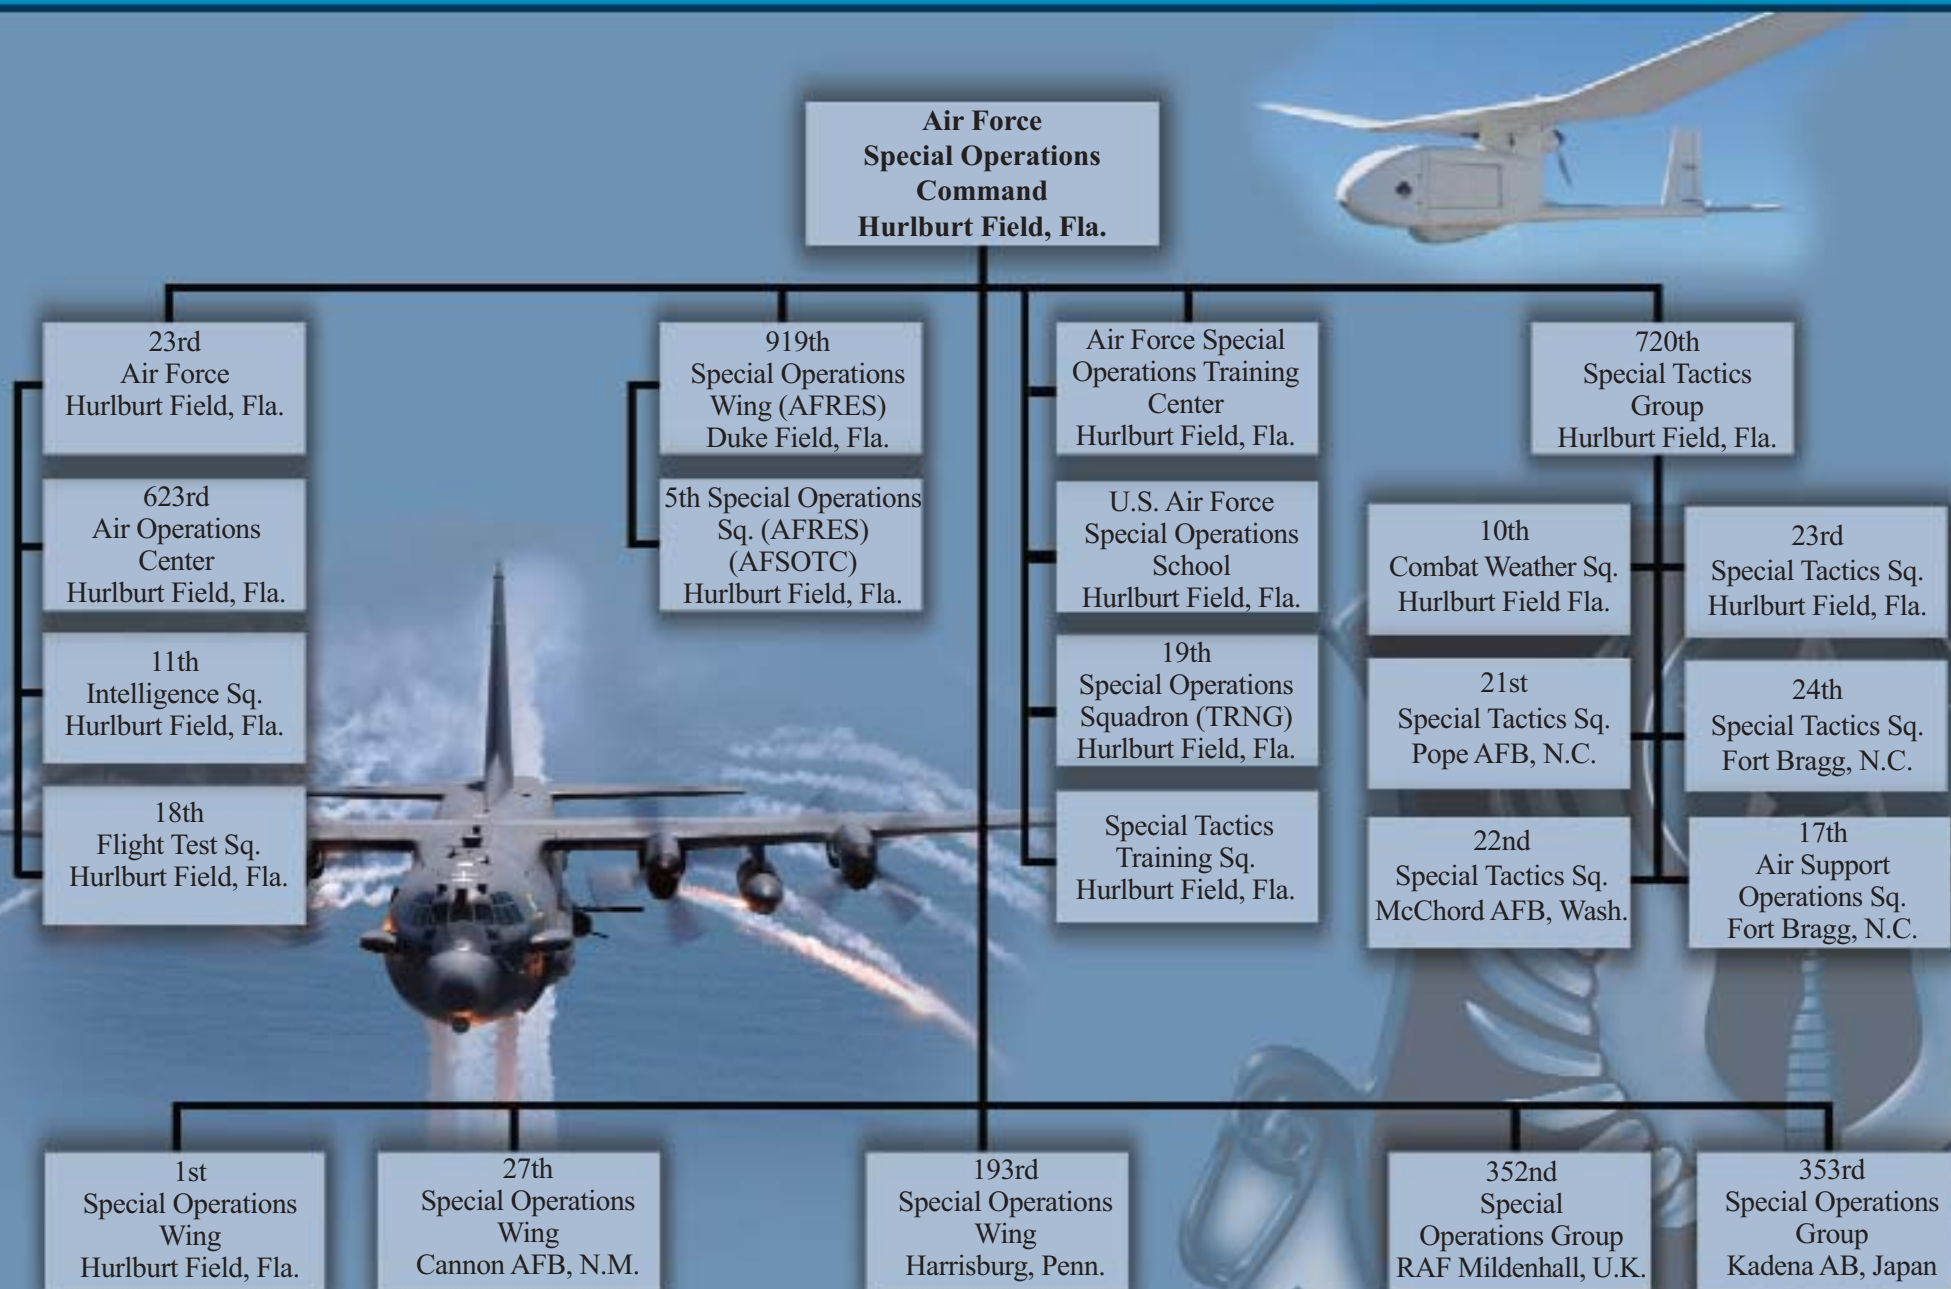 Air Force
Special Operations
Command
Hurlburt Field, Fla.
23rd
Air Force
Hurlburt Field, Fla.
623rd
Air Operations
Center
Hurlburt Field, Fla.
11th
Intelligence Sq.
Hurlburt Field, Fla.
18th
Flight Test Sq.
Hurlburt Field, Fla.
919th
Special Operations
Wing (AFRES)
Duke Field, Fla.
5th Special Operations
Sq. (AFRES)
(AFSOTC)
Hurlburt Field, Fla.
Air Force Special
Operations Training
Center
Hurlburt Field, Fla.
U.S. Air Force
Special Operations
School
Hurlburt Field, Fla.
19th
Special Operations
Squadron (TRNG)
Hurlburt Field, Fla.
Special Tactics
Training Sq.
Hurlburt Field, Fla.
720th
Special Tactics
Group
Hurlburt Field, Fla.
10th
Combat Weather Sq.
Hurlburt Field Fla.
21st
Special Tactics Sq.
Pope AFB, N.C.
22nd
Special Tactics Sq.
McChord AFB, Wash.
23rd
Special Tactics Sq.
Hurlburt Field, Fla.
24th
Special Tactics Sq.
Fort Bragg, N.C.
17th
Air Support
Operations Sq.
Fort Bragg, N.C.
1st
Special Operations
Wing
Hurlburt Field, Fla.
27th
Special Operations
Wing
Cannon AFB, N.M.
193rd
Special Operations
Wing
Harrisburg, Penn.
352nd
Special
Operations Group
RAF Mildenhall, U.K.
353rd
Special Operations
Group
Kadena AB, Japan